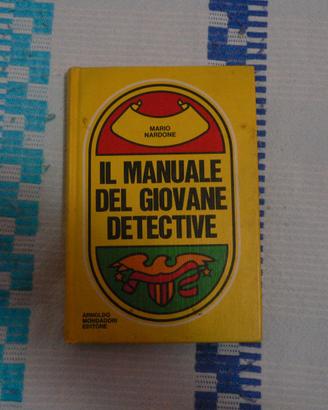 MARIO
NARDONE
IL MANUALE
DEL GIOVANE
DETECTIVE
ARNOLDO
MONDADORI
EDITORE